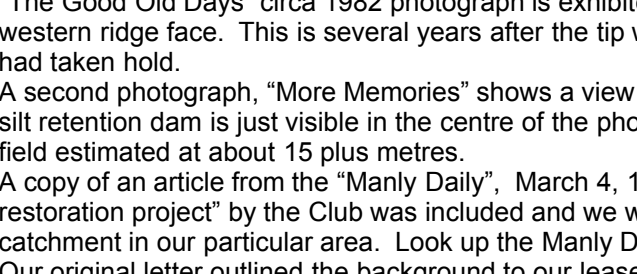 "The Good Old Days" circa 1982 photograph is exhibite
western ridge face.  This is several years after the tip w
had taken hold.
A second photograph, “More Memories” shows a view
silt retention dam is just visible in the centre of the pho
field estimated at about 15 plus metres.
A copy of an article from the “Manly Daily”,  March 4, 1
restoration project” by the Club was included and we w
catchment in our particular area.  Look up the Manly D
Our original letter outlined the background to our lease